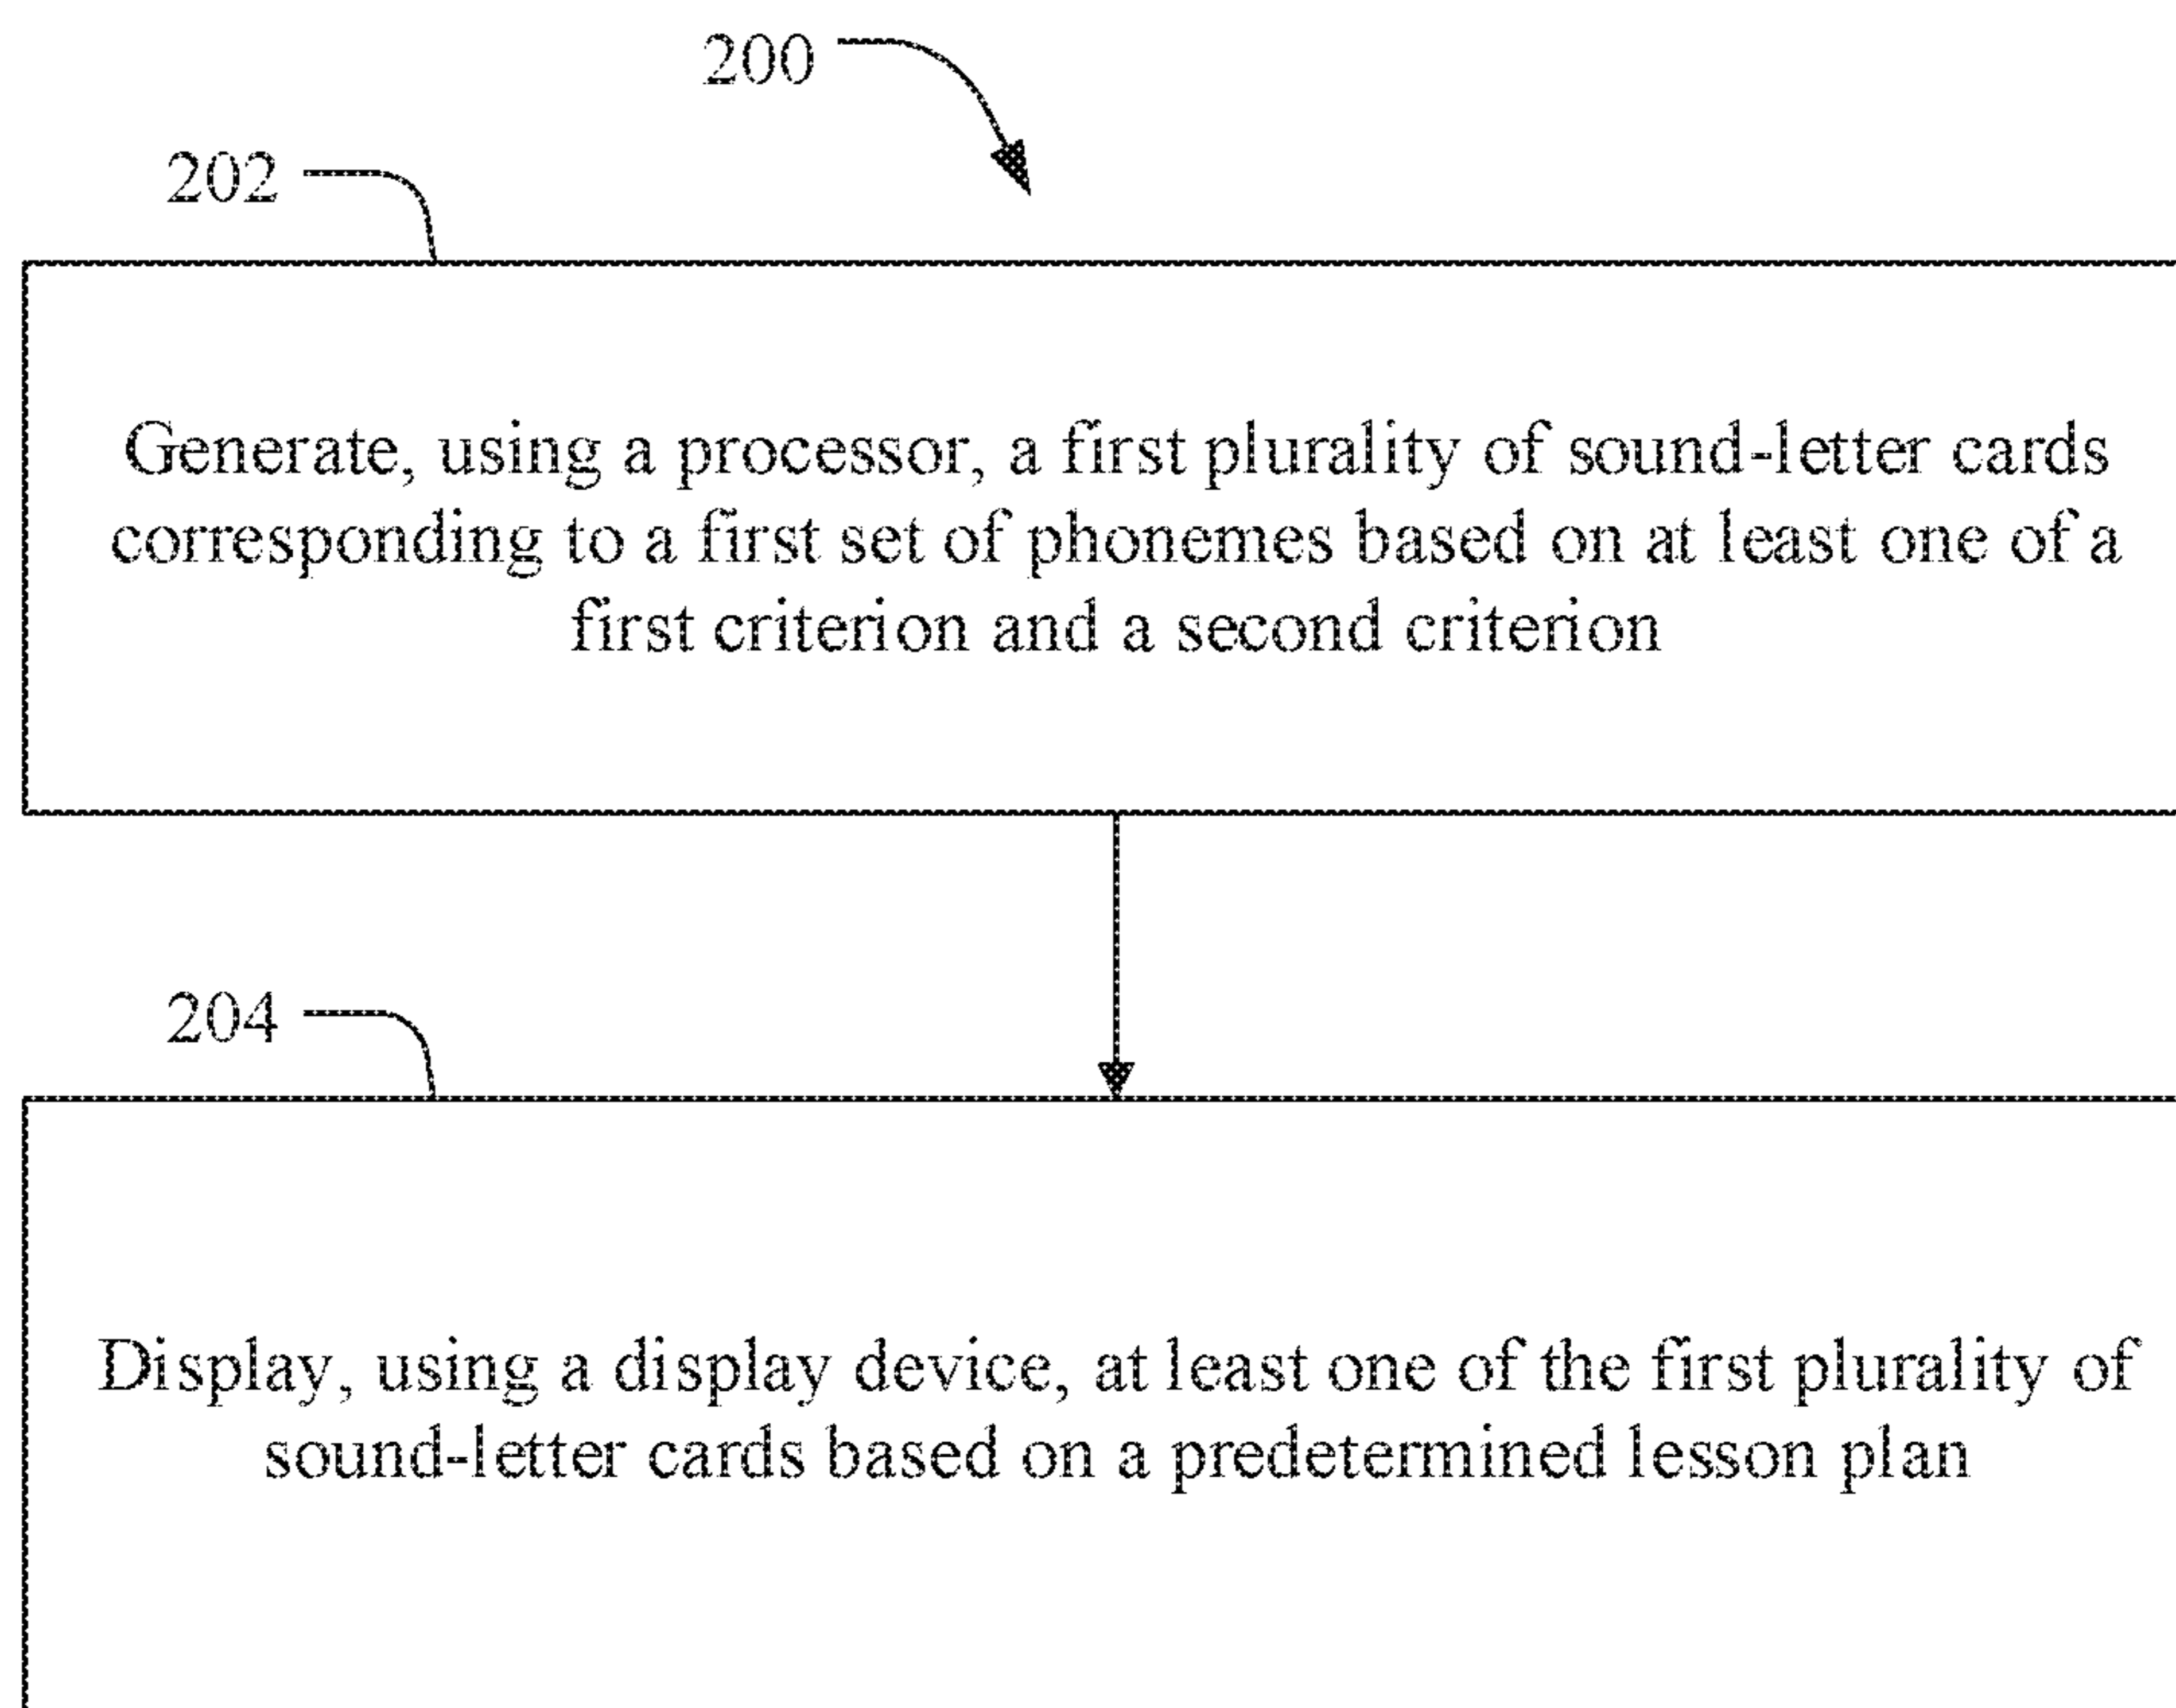 200
202
Generate, using a processor, a first plurality of sound-letter cards
corresponding to a first set of phonemes based on at least one of a
first criterion and a second criterion
204
Display, using a display device, at least one of the first plurality of
sound-letter cards based on a predetermined lesson plan